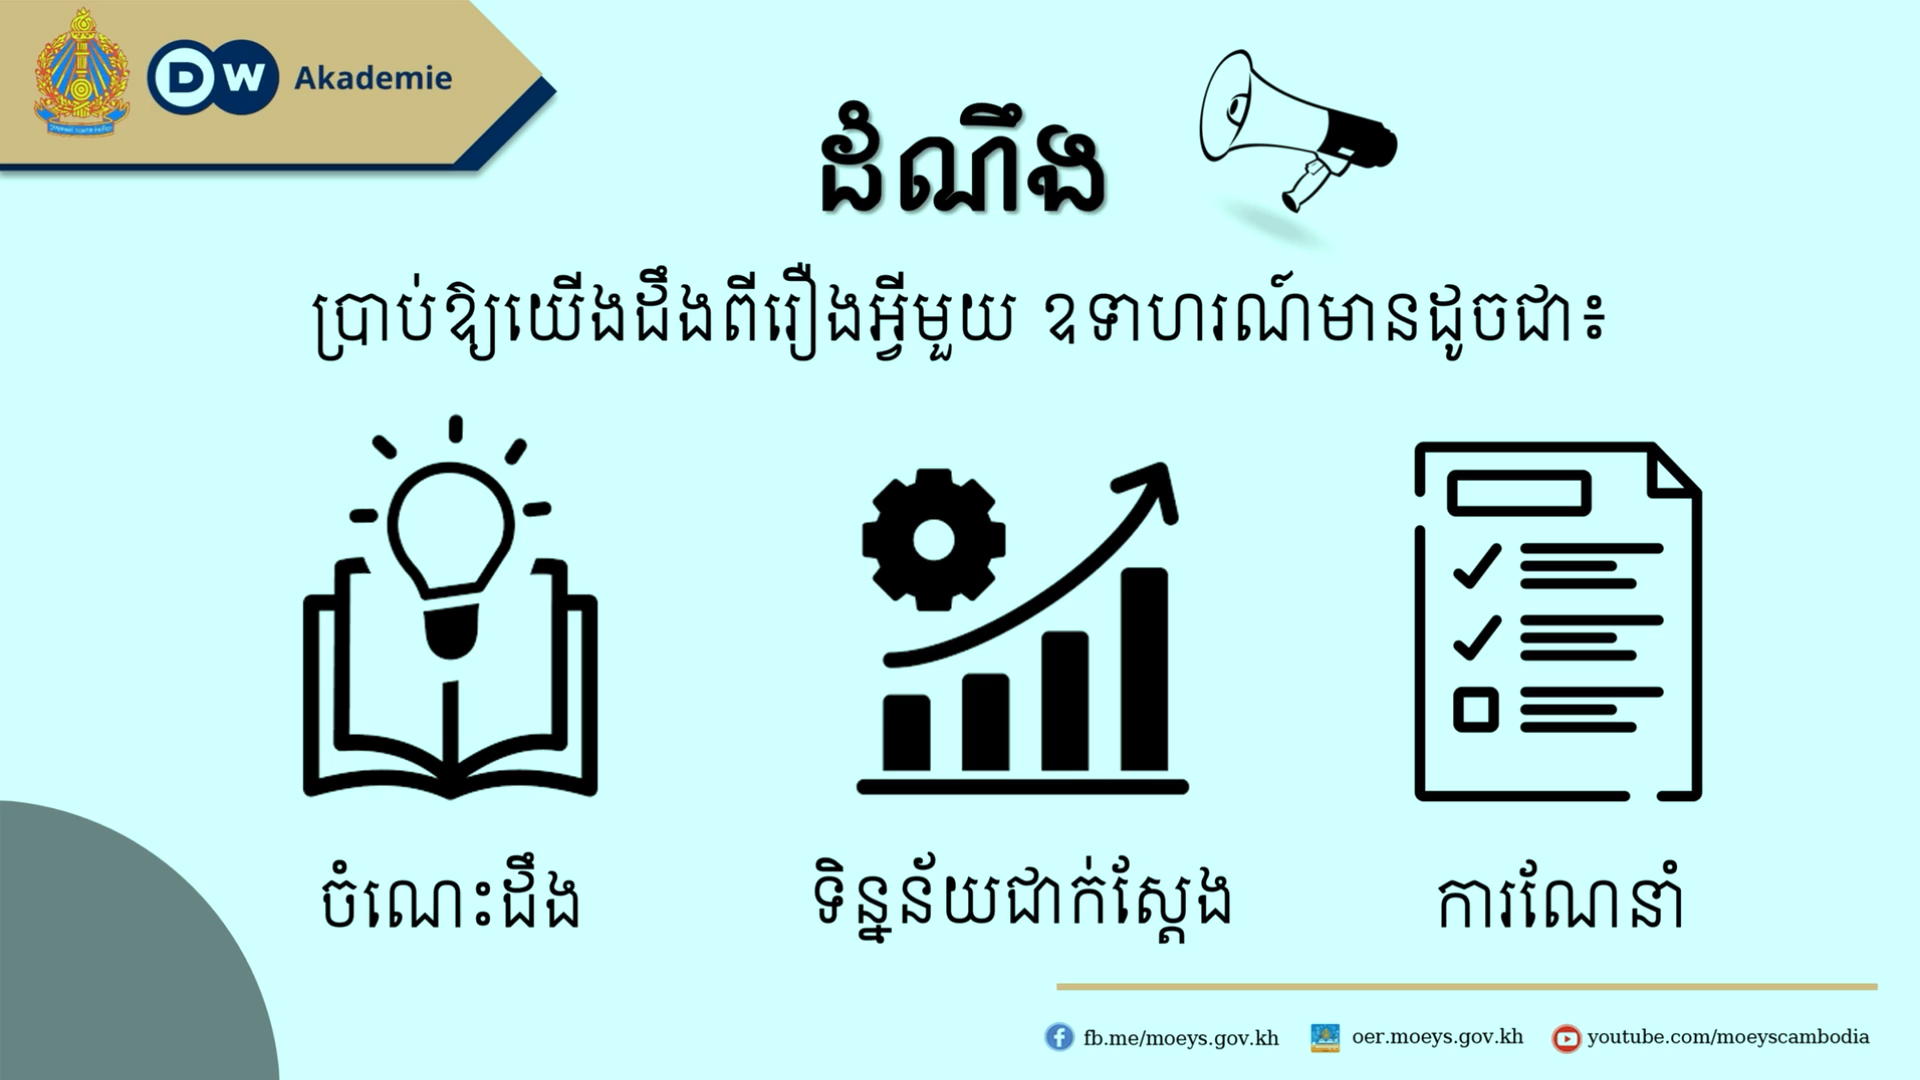 DW Akademie
ដំណឹង
ប្រាប់ឱ្យយើងដឹងពីរឿងអ្វីមួយ ឧទាហរណ៍មានដូចជា៖
ចំណេះដឹង
ទិន្នន័យជាក់ស្តែង
ការណែនាំ
fb.me/moeys.gov.kh
oer.moeys.gov.kh
youtube.com/moeyscambodia